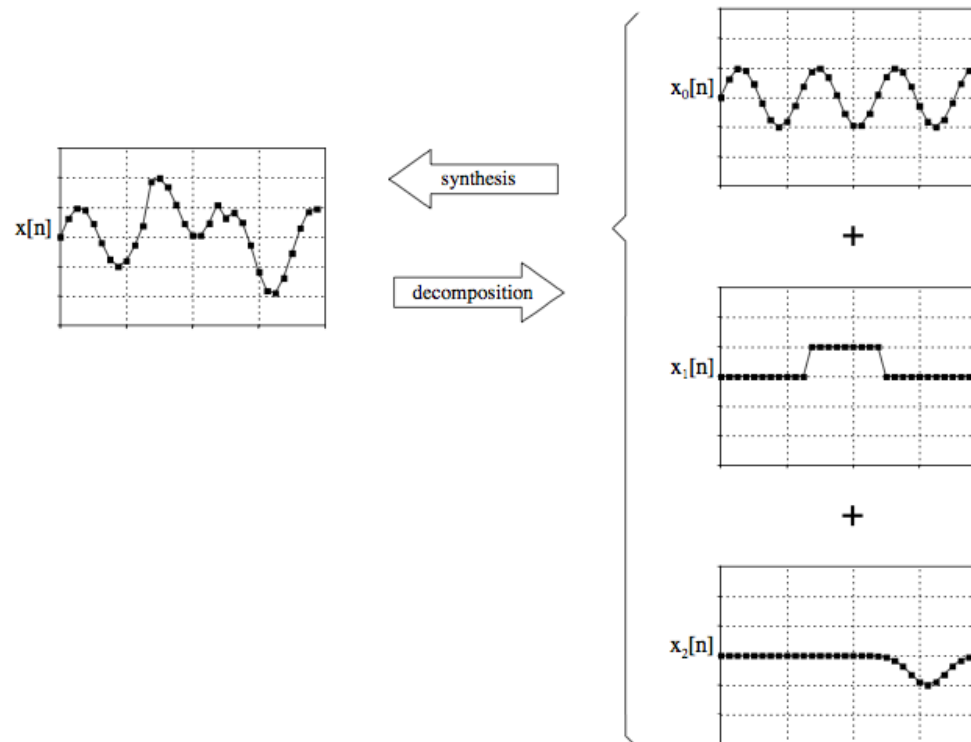 x[n]
synthesis
decomposition
x₀[n]
+
x₁[n]
+
x₂[n]